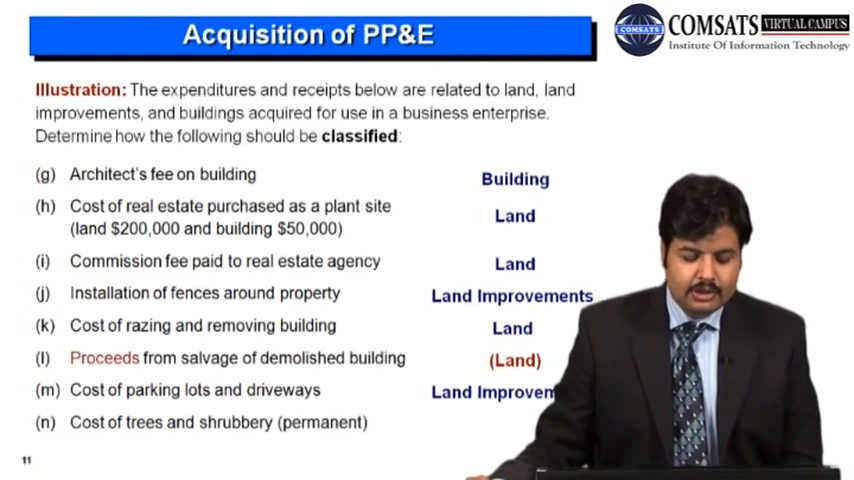 Acquisition of PP&E
COMSATS
COMSATS VIRTUAL CAMPUS
Institute Of Information Technology
Illustration: The expenditures and receipts below are related to land, land
improvements, and buildings acquired for use in a business enterprise.
Determine how the following should be classified:
(g) Architect's fee on building Building
(h) Cost of real estate purchased as a plant site
(land $200,000 and building $50,000) Land
(i) Commission fee paid to real estate agency Land
(j) Installation of fences around property Land Improvements
(k) Cost of razing and removing building Land
(l) Proceeds from salvage of demolished building (Land)
(m) Cost of parking lots and driveways Land Improvem
(n) Cost of trees and shrubbery (permanent)
11